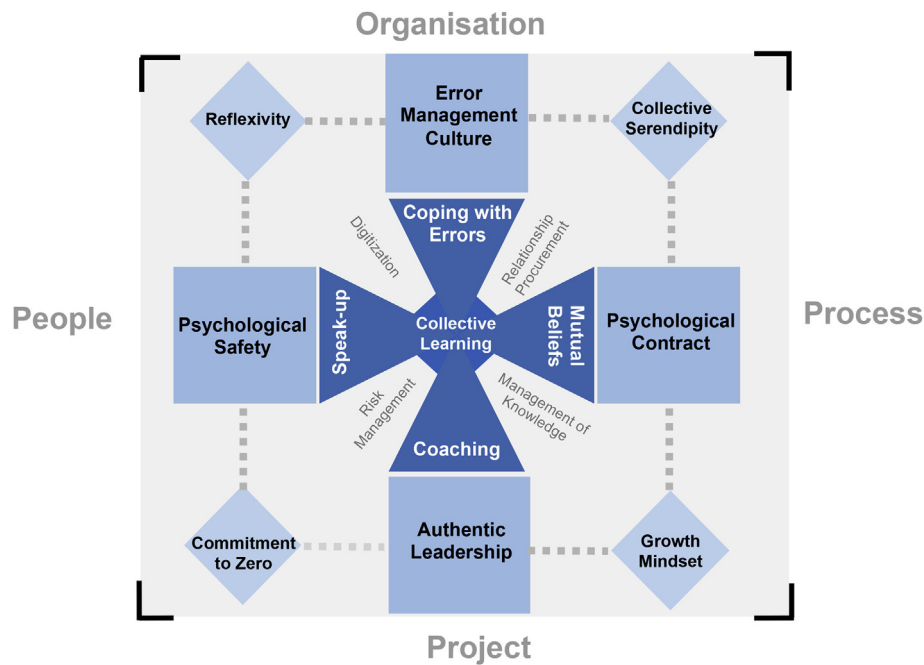 Organisation
Reflexivity
Error
Management
Culture
Collective
Serendipity
Coping with
Errors
Digitization
Relationship
Procurement
People
Psychological
Safety
Speak-up
Collective
Learning
Mutual
Beliefs
Psychological
Contract
Process
Risk
Management
Management of
Knowledge
Coaching
Commitment
to Zero
Authentic
Leadership
Growth
Mindset
Project